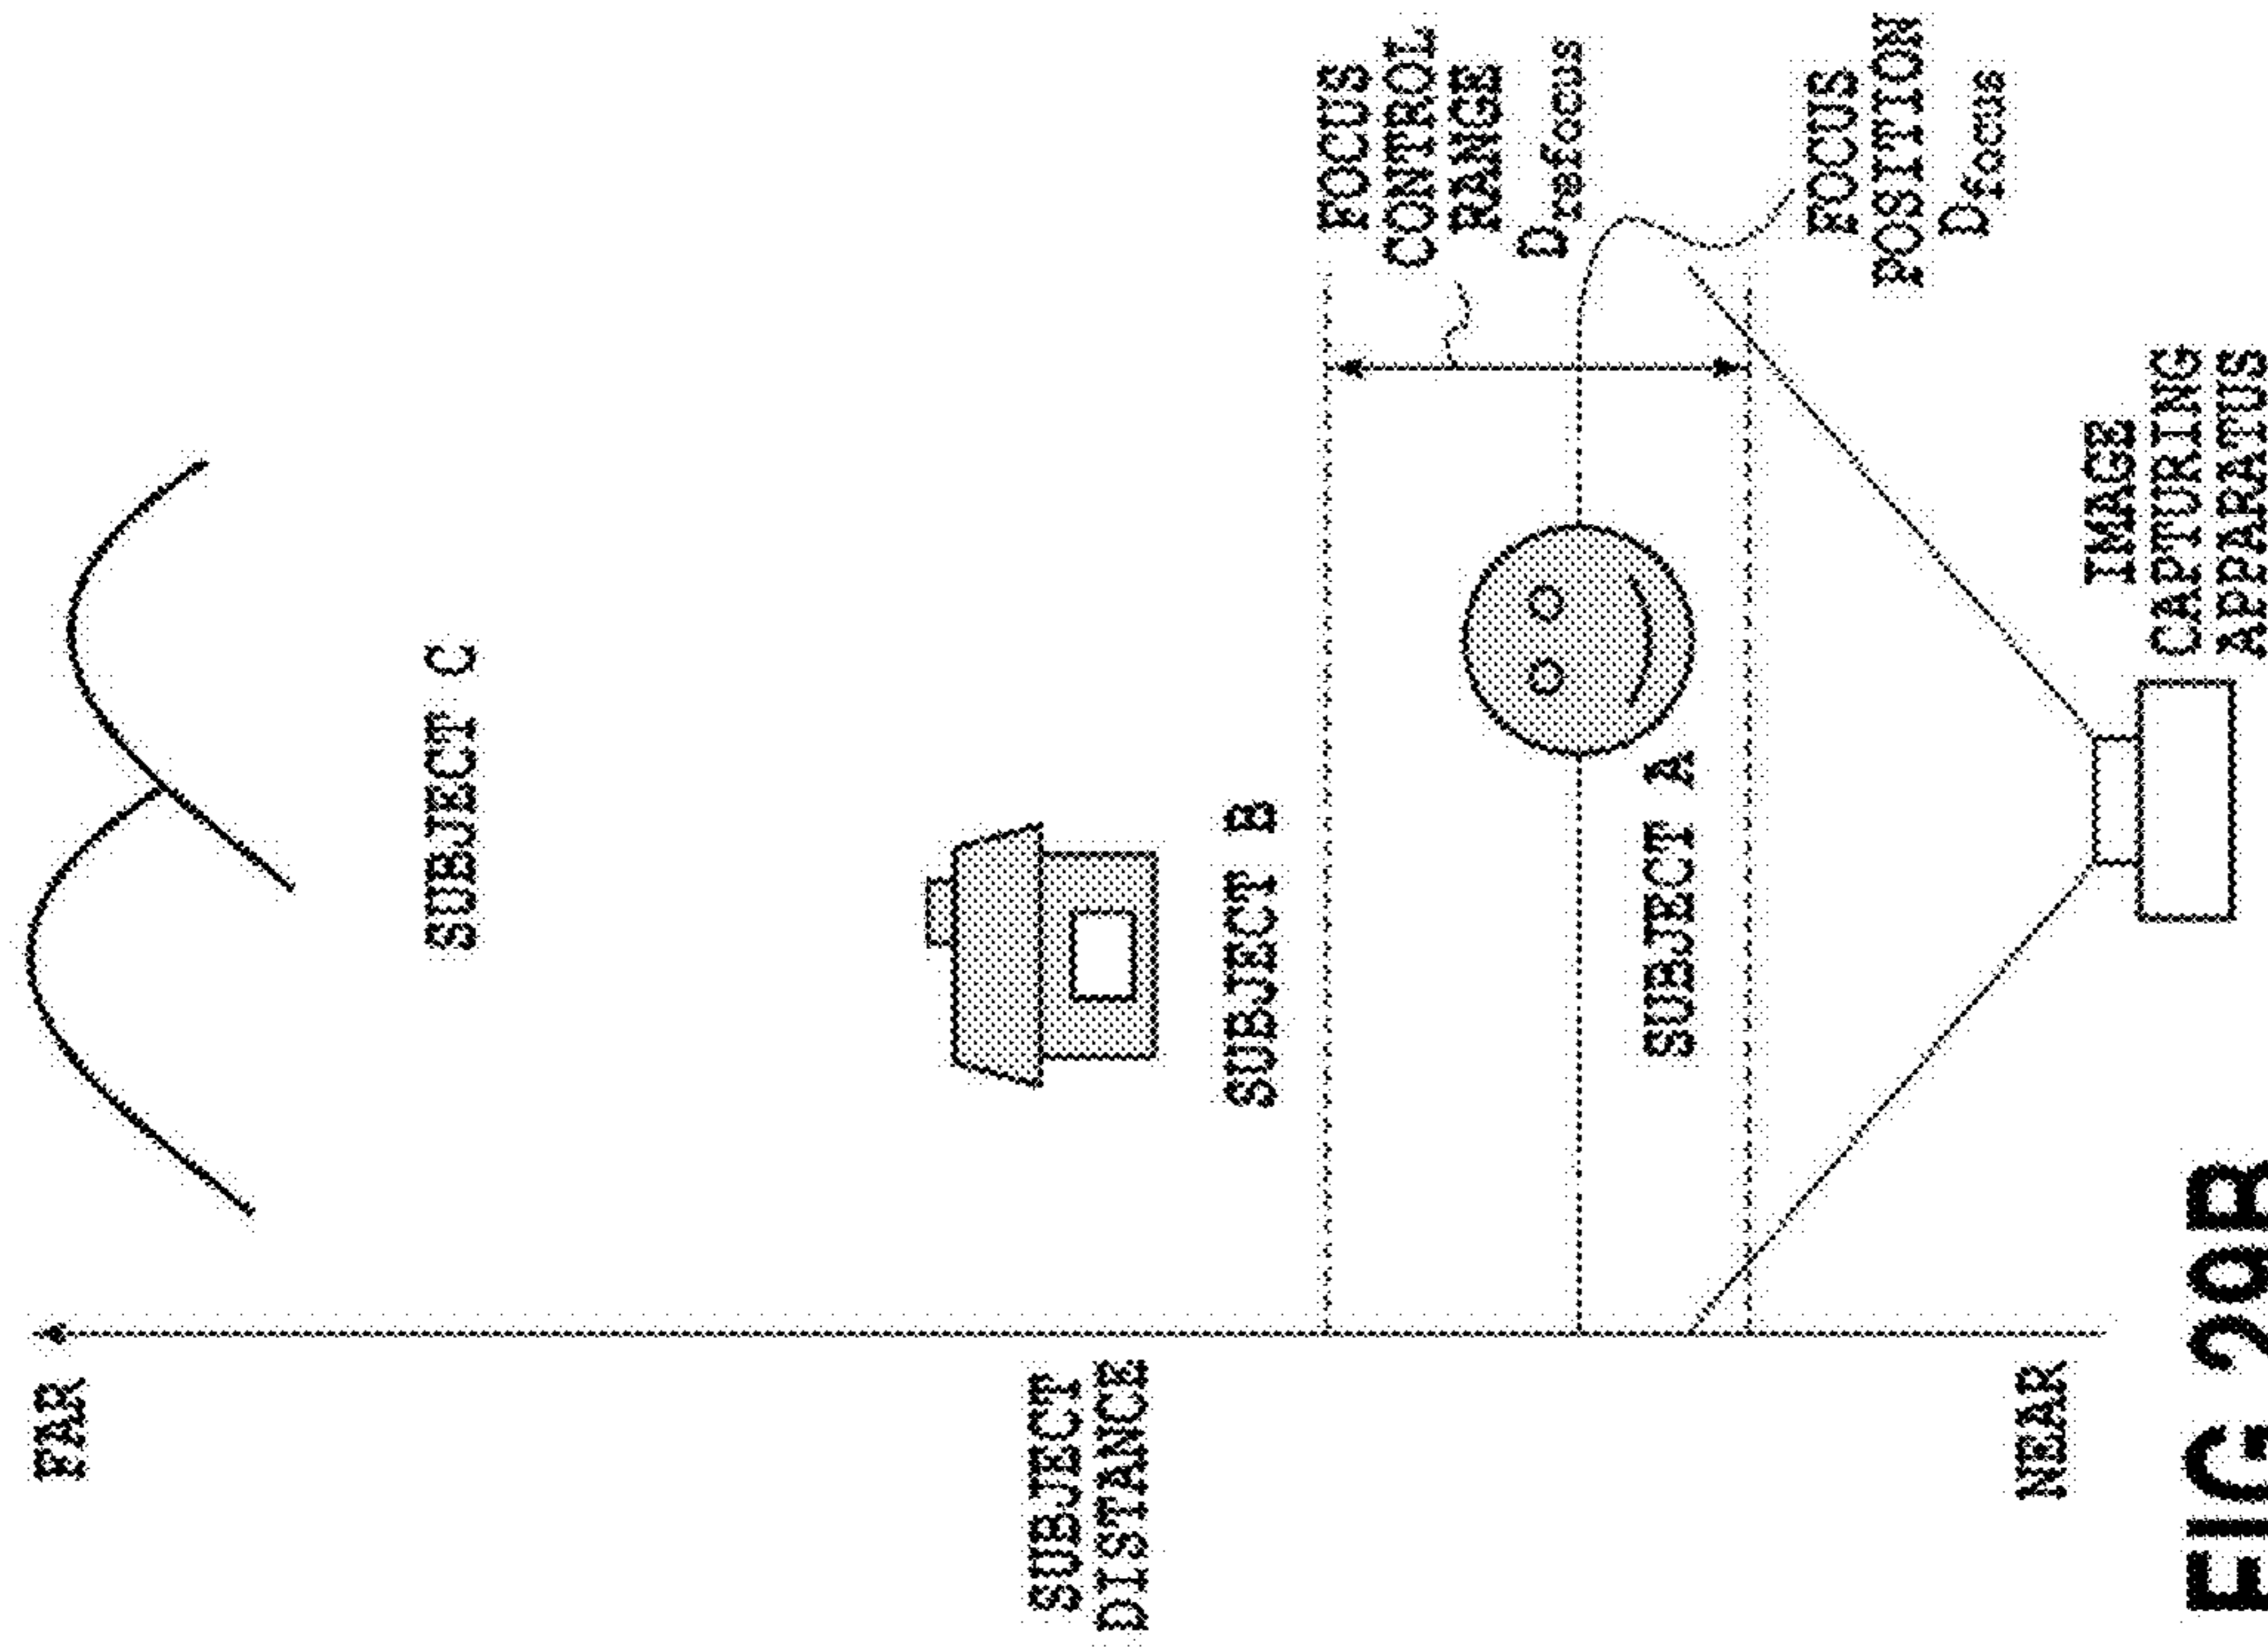 FAR
SUBJECT C
SUBJECT
DISTANCE
SUBJECT B
FOCUS
CONTROL
RANGE
Drefocus
SUBJECT A
FOCUS
POSITION
Dfocus
NEAR
IMAGE
CAPTURING
APPARATUS
FIG 29B